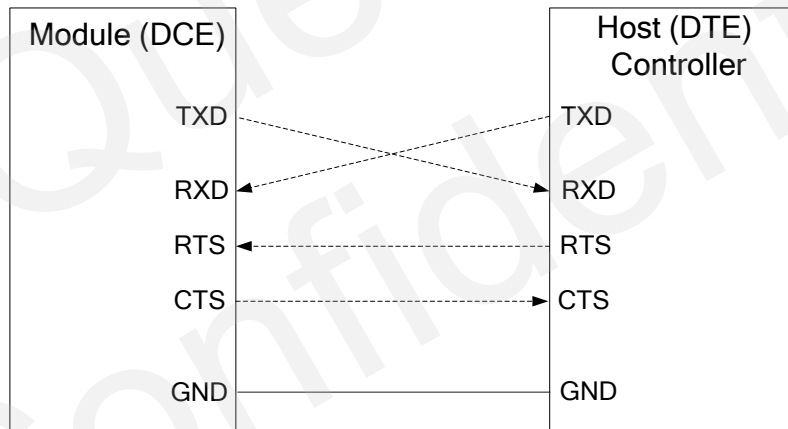 Module (DCE)
Host (DTE)
Controller
TXD
TXD
RXD
RXD
RTS
RTS
CTS
CTS
GND
GND